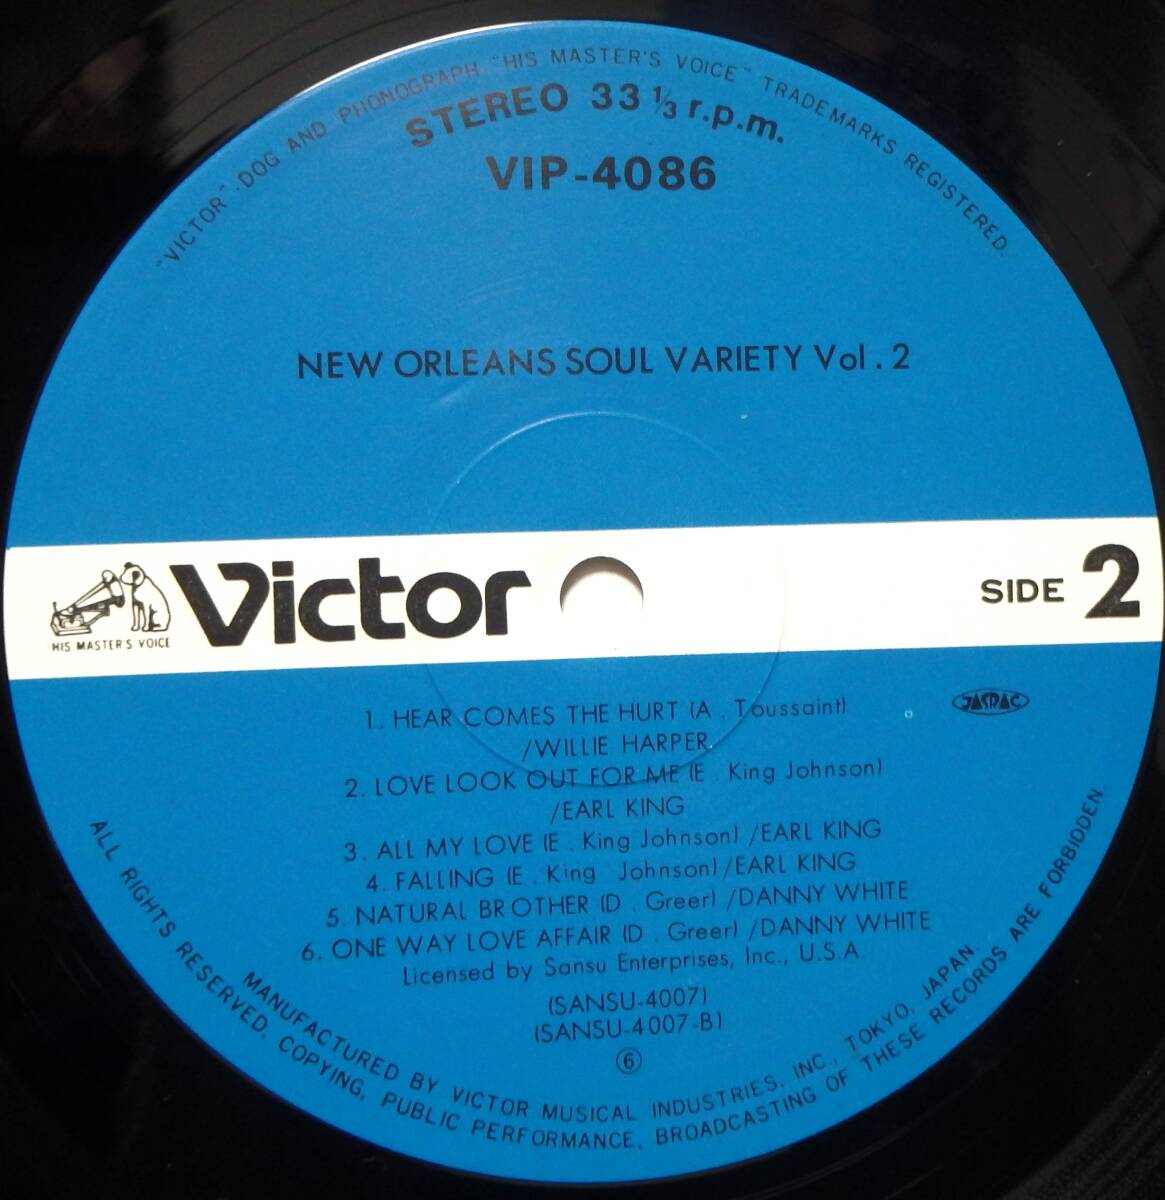 "VICTOR" DOG AND PHONOGRAPH "HIS MASTER'S VOICE" TRADEMARKS REGISTERED.
STEREO 33 1/3 r.p.m.
VIP-4086
NEW ORLEANS SOUL VARIETY Vol. 2
HIS MASTER'S VOICE
Victor
SIDE 2
JASRAC
1. HEAR COMES THE HURT (A. Toussaint)
/WILLIE HARPER
2. LOVE LOOK OUT FOR ME (E. King Johnson)
/EARL KING
3. ALL MY LOVE (E. King Johnson) /EARL KING
4. FALLING (E. King Johnson) /EARL KING
5. NATURAL BROTHER (D. Greer) /DANNY WHITE
6. ONE WAY LOVE AFFAIR (D. Greer) /DANNY WHITE
Licensed by Sansu Enterprises, Inc., U.S.A.
(SANSU-4007)
(SANSU-4007-B)
⑥
MANUFACTURED BY VICTOR MUSICAL INDUSTRIES, INC., TOKYO, JAPAN
ALL RIGHTS RESERVED. COPYING, PUBLIC PERFORMANCE, BROADCASTING OF THESE RECORDS ARE FORBIDDEN.